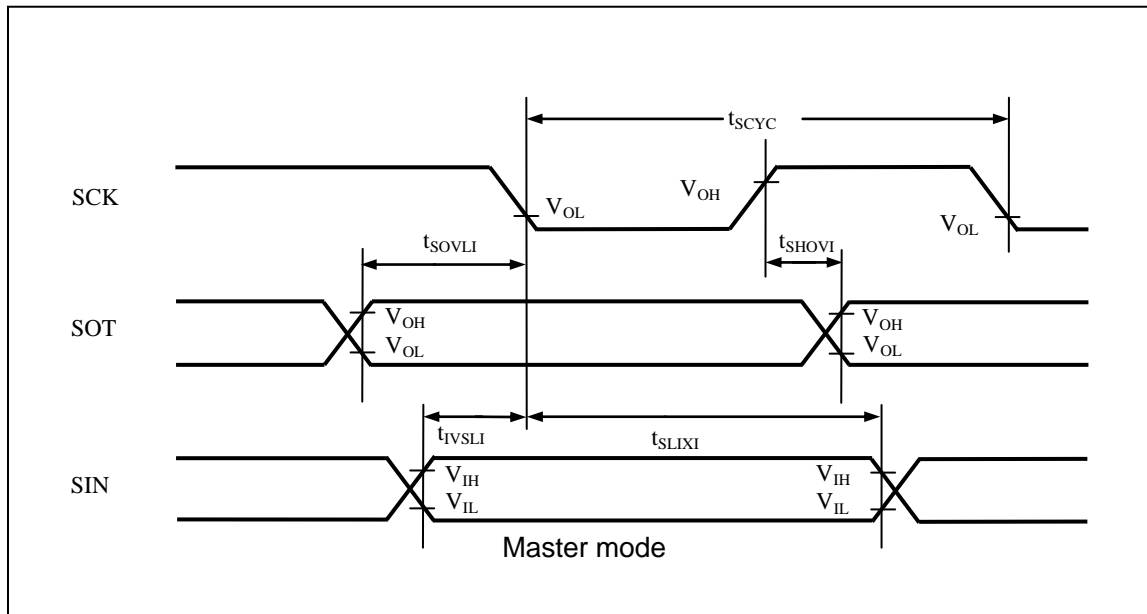 tSCYC
SCK
VOH
VOL
VOL
tSOVLI
tSHOVI
SOT
VOH
VOH
VOL
VOL
tIVSLI
tSLIXI
SIN
VIH
VIH
VIL
VIL
Master mode